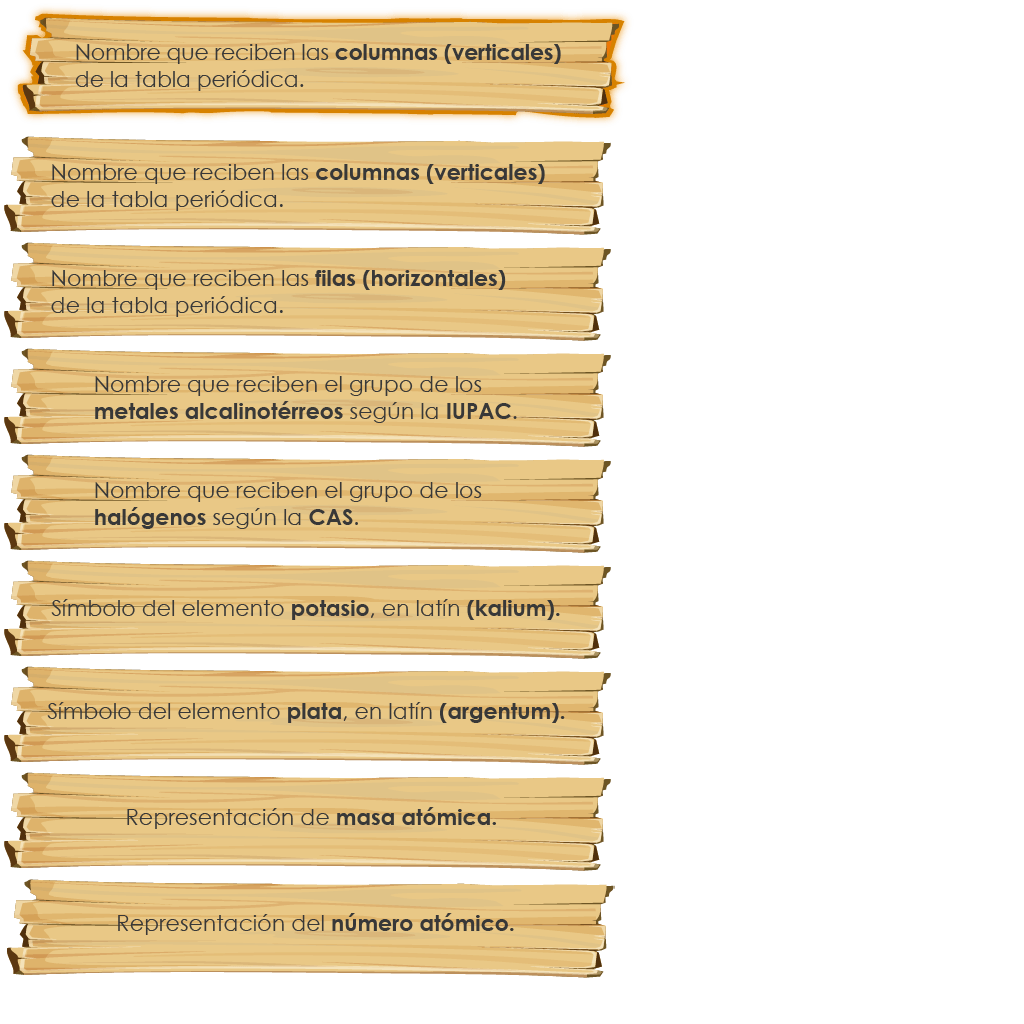 Nombre que reciben las columnas (verticales)
de la tabla periódica.
Nombre que reciben las columnas (verticales)
de la tabla periódica.
Nombre que reciben las filas (horizontales)
de la tabla periódica.
Nombre que reciben el grupo de los
metales alcalinotérreos según la IUPAC.
Nombre que reciben el grupo de los
halógenos según la CAS.
Símbolo del elemento potasio, en latín (kalium).
Símbolo del elemento plata, en latín (argentum).
Representación de masa atómica.
Representación del número atómico.